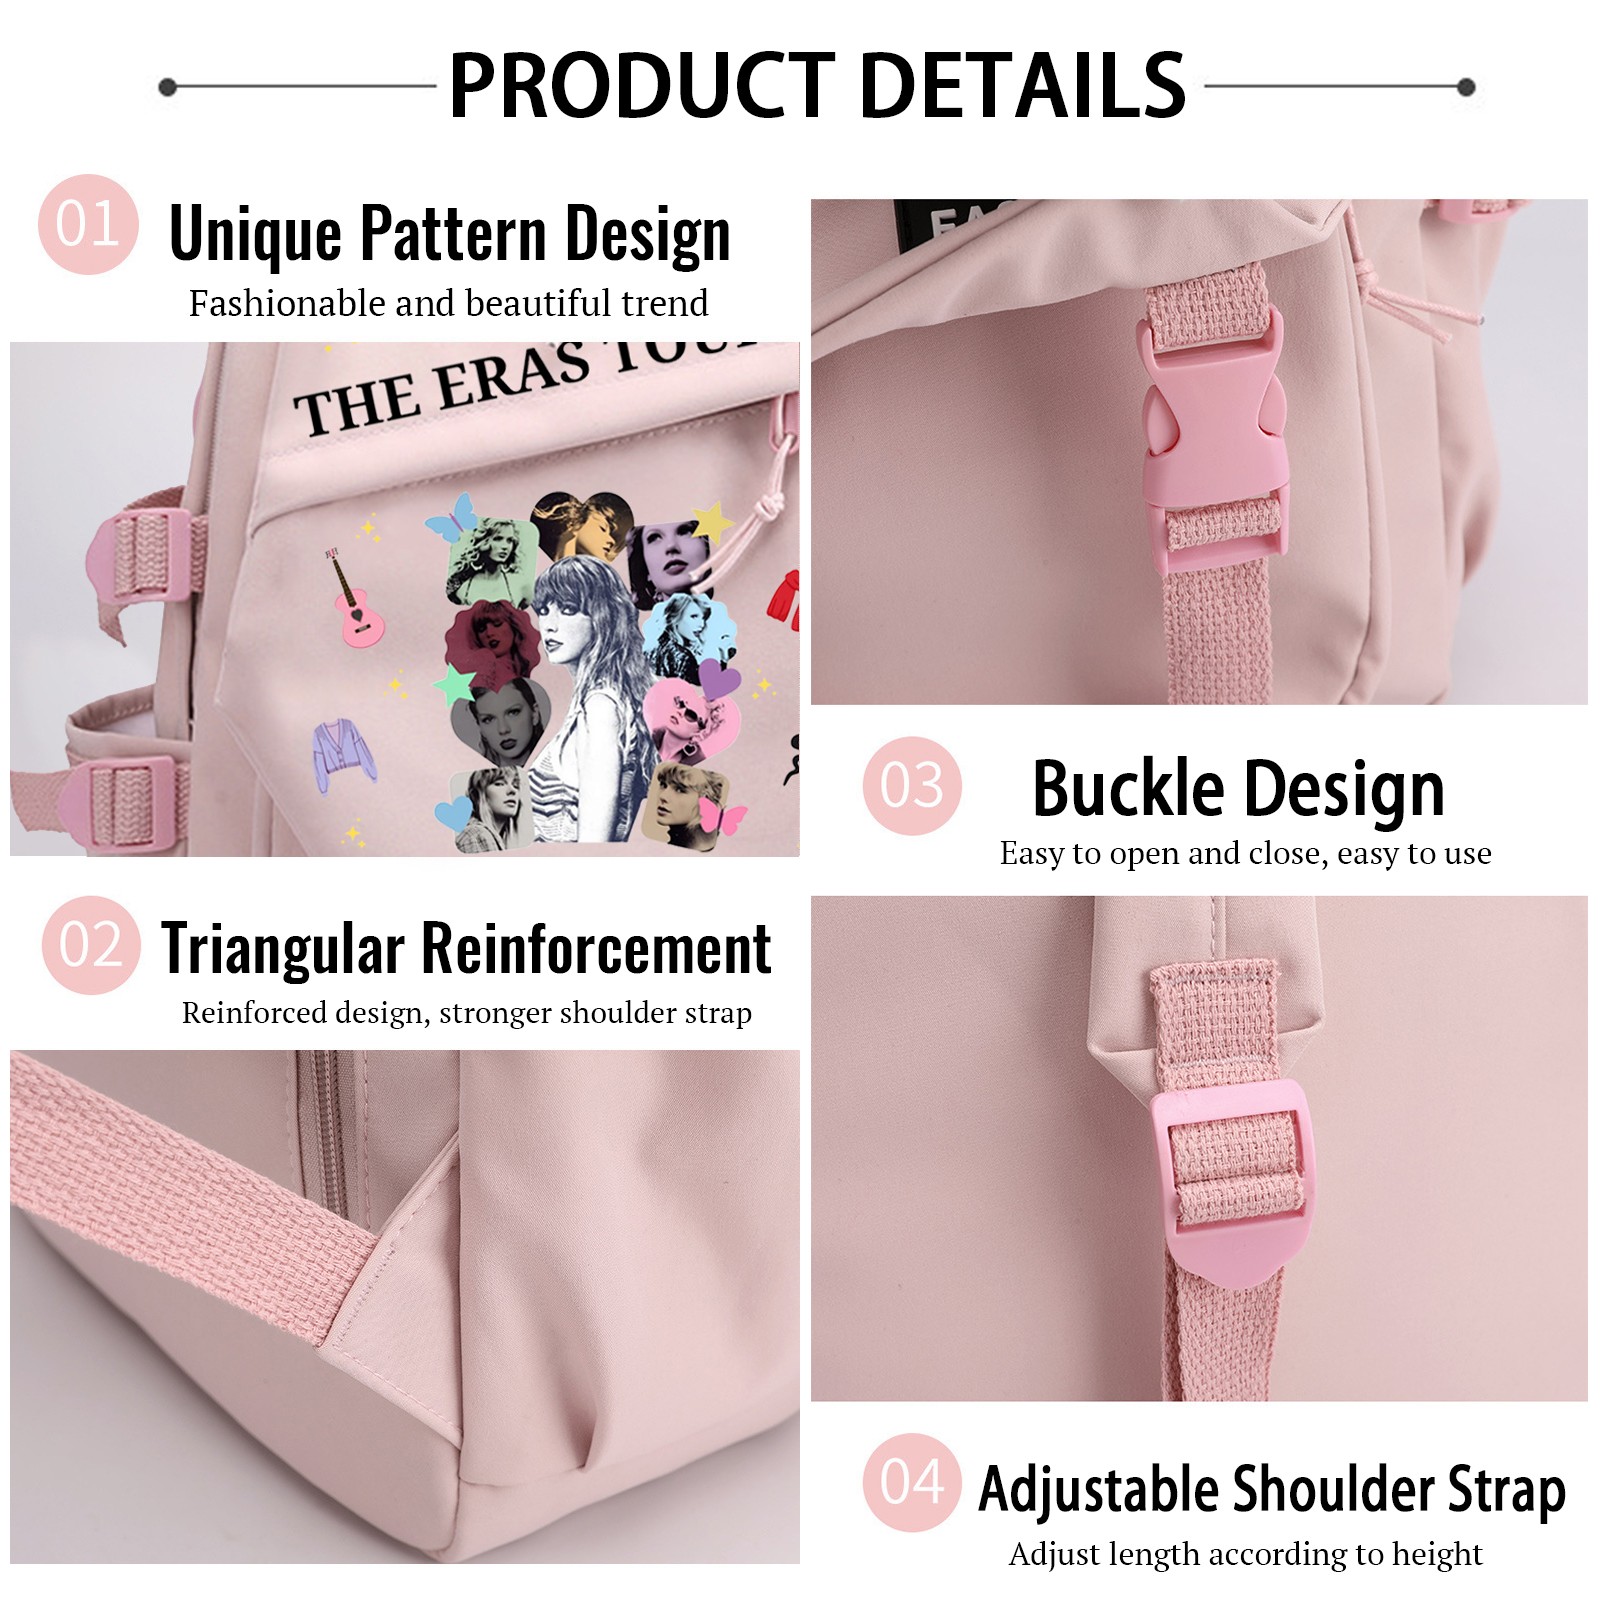 PRODUCT DETAILS
01
Unique Pattern Design
Fashionable and beautiful trend
THE ERAS TOUR
02
Triangular Reinforcement
Reinforced design, stronger shoulder strap
03
Buckle Design
Easy to open and close, easy to use
04
Adjustable Shoulder Strap
Adjust length according to height